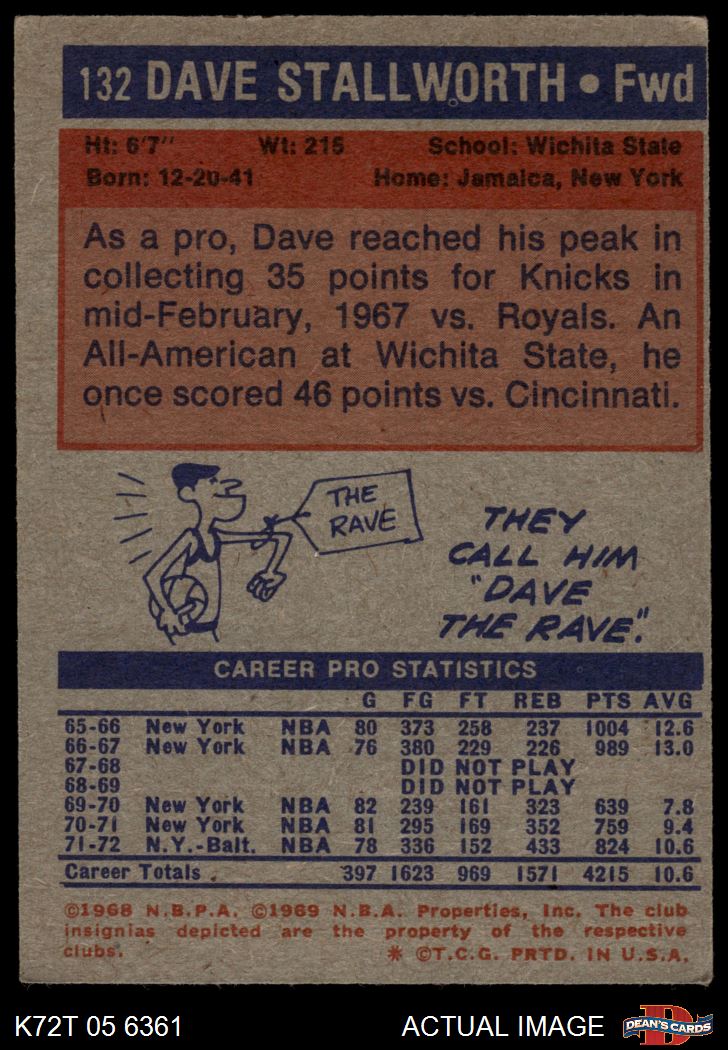 132 DAVE STALLWORTH • Fwd
Ht: 6'7" Wt: 215 School: Wichita State
Born: 12-20-41 Home: Jamaica, New York
As a pro, Dave reached his peak in
collecting 35 points for Knicks in
mid-February, 1967 vs. Royals. An
All-American at Wichita State, he
once scored 46 points vs. Cincinnati.
THE
RAVE
THEY
CALL HIM
"DAVE
THE RAVE."
CAREER PRO STATISTICS
G FG FT REB PTS AVG
65-66 New York NBA 80 373 258 237 1004 12.6
66-67 New York NBA 76 380 229 226 989 13.0
67-68 DID NOT PLAY
68-69 DID NOT PLAY
69-70 New York NBA 82 239 161 323 639 7.8
70-71 New York NBA 81 295 169 352 759 9.4
71-72 N.Y.-Balt. NBA 78 336 152 433 824 10.6
Career Totals 397 1623 969 1571 4215 10.6
©1968 N.B.P.A. ©1969 N.B.A. Properties, Inc. The club
insignias depicted are the property of the respective
clubs. * ©T.C.G. PRTD. IN U.S.A.
K72T 05 6361 ACTUAL IMAGE
D
DEAN'S CARDS